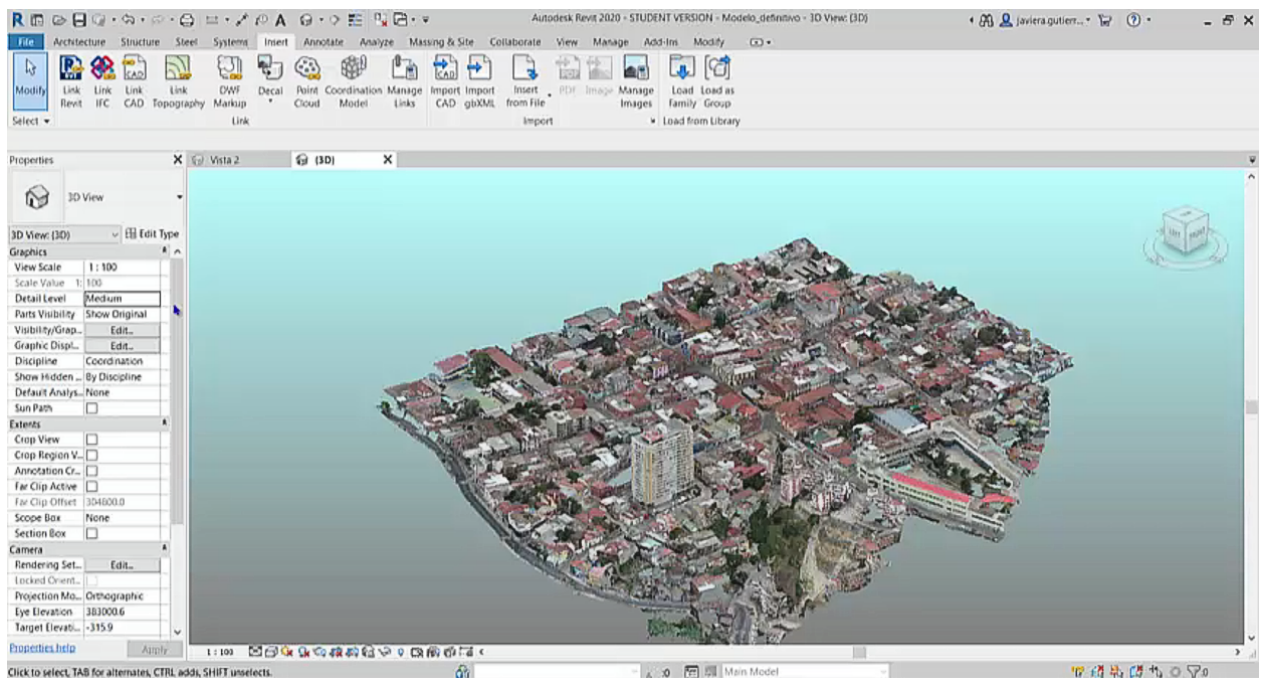 Autodesk Revit 2020 - STUDENT VERSION - Modelo_definitivo - 3D View: {3D}
javiera.gutierr...
File Architecture Structure Steel Systems Insert Annotate Analyze Massing & Site Collaborate View Manage Add-Ins Modify
Modify Link Revit Link IFC Link CAD Link Topography DWF Markup Decal Point Cloud Coordination Model Manage Links Import CAD Import gbXML Insert from File PDF Image Manage Images Load Family Load as Group
Select Link Import Load from Library
Properties Vista 2 {3D}
3D View
3D View: {3D} Edit Type
Graphics
View Scale 1 : 100
Scale Value 1: 100
Detail Level Medium
Parts Visibility Show Original
Visibility/Grap... Edit...
Graphic Displ... Edit...
Discipline Coordination
Show Hidden ... By Discipline
Default Analys... None
Sun Path
Extents
Crop View
Crop Region V...
Annotation Cr...
Far Clip Active
Far Clip Offset 304800.0
Scope Box None
Section Box
Camera
Rendering Set... Edit...
Locked Orient...
Projection Mo... Orthographic
Eye Elevation 383000.6
Target Elevati... -315.9
Properties help Apply 1 : 100
Click to select, TAB for alternates, CTRL adds, SHIFT unselects. :0 Main Model :0